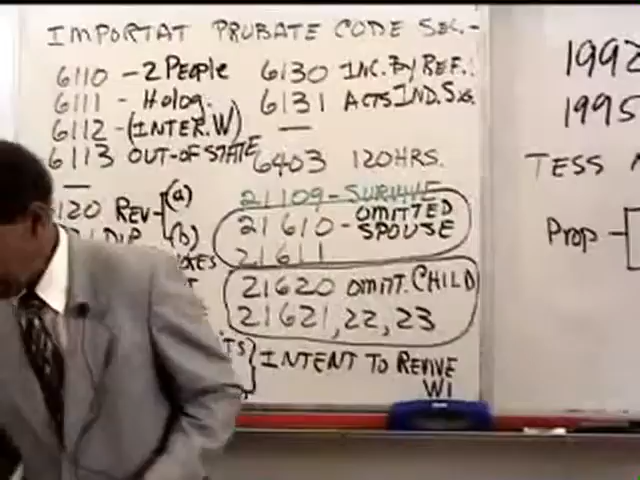 IMPORTAT PROBATE CODE SEC.-
6110 - 2 People
6111 - Holog.
6112 - (INTER.W)
6113 OUT-OF STATE
120 REV- (a)
(b)
6130 INC. By REF.
6131 ACTS IND. SIG.
6403 120HRS.
21109 - SURVIVE
21610 - OMITTED SPOUSE
21611
21620 OMITT. CHILD
21621, 22, 23
INTENT TO REVIVE
W1
1992
1995
TESS
Prop